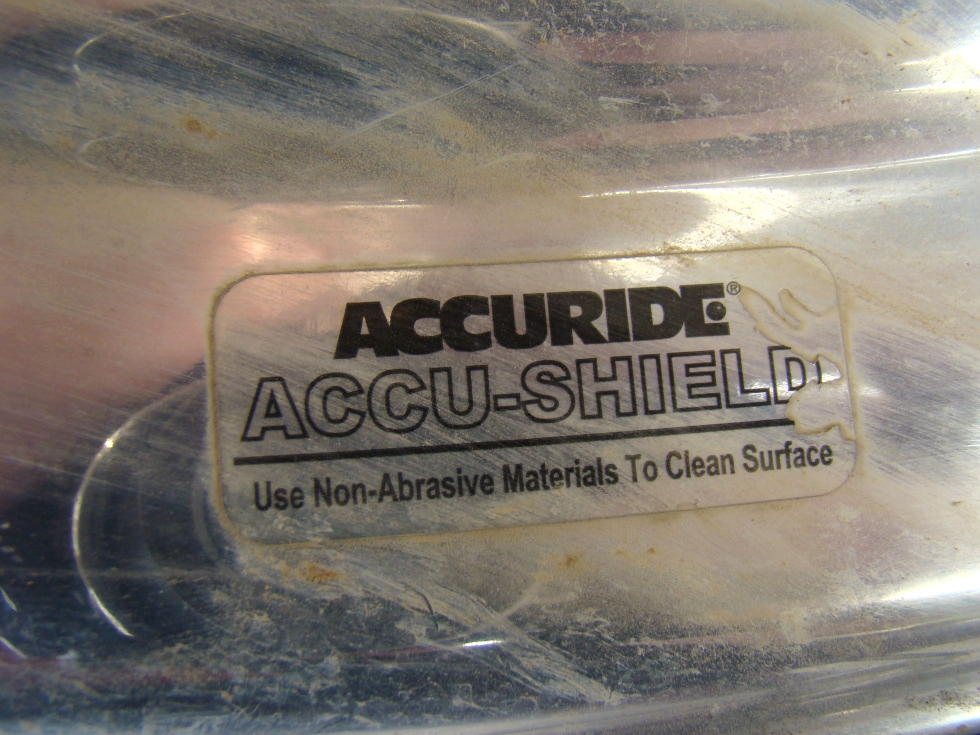 ACCURIDE®
ACCU-SHIELD
Use Non-Abrasive Materials To Clean Surface